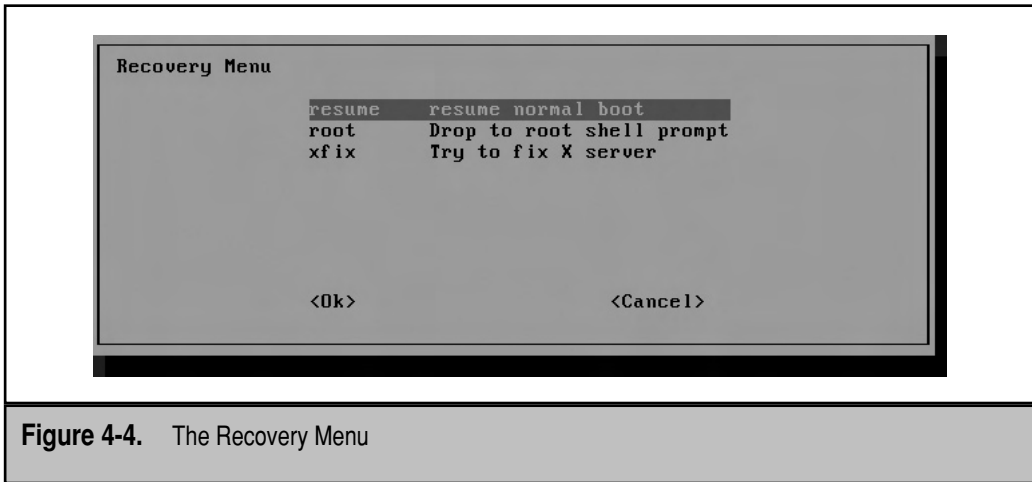 Recovery Menu
resume resume normal boot
root Drop to root shell prompt
xfix Try to fix X server
<Ok> <Cancel>
Figure 4-4. The Recovery Menu